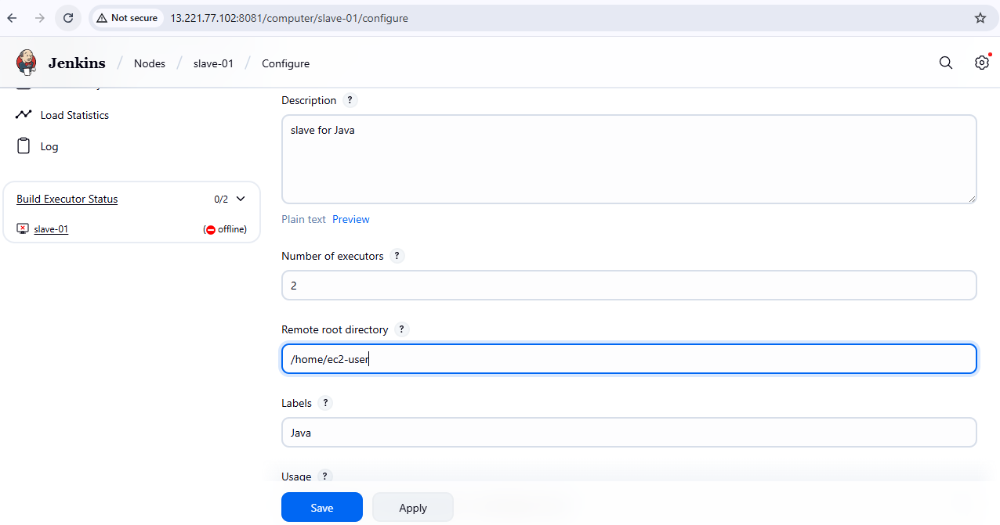 Not secure 13.221.77.102:8081/computer/slave-01/configure
Jenkins / Nodes / slave-01 / Configure
Load Statistics
Log
Build Executor Status 0/2
slave-01 (offline)
Description ?
slave for Java
Plain text Preview
Number of executors ?
2
Remote root directory ?
/home/ec2-user
Labels ?
Java
Usage ?
Save Apply